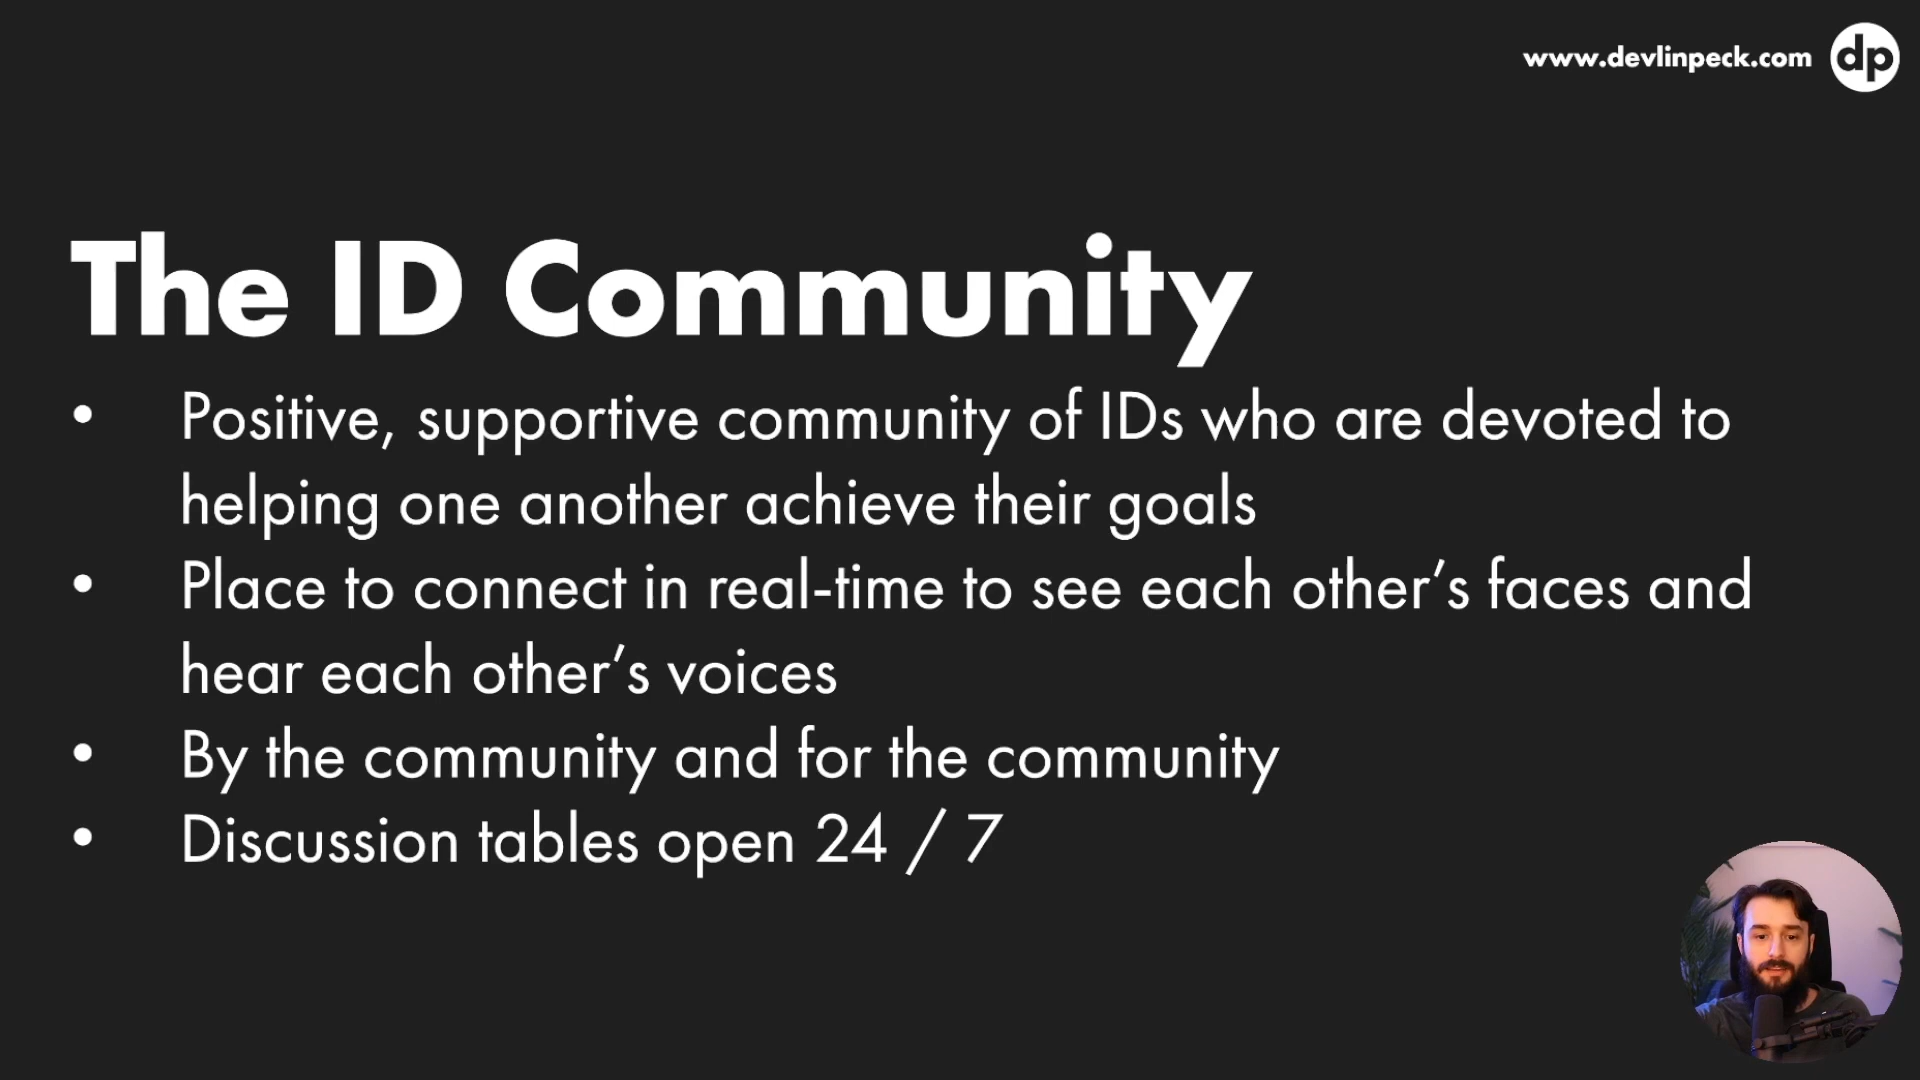 www.devlinpeck.com dp
The ID Community
• Positive, supportive community of IDs who are devoted to
helping one another achieve their goals
• Place to connect in real-time to see each other’s faces and
hear each other’s voices
• By the community and for the community
• Discussion tables open 24 / 7